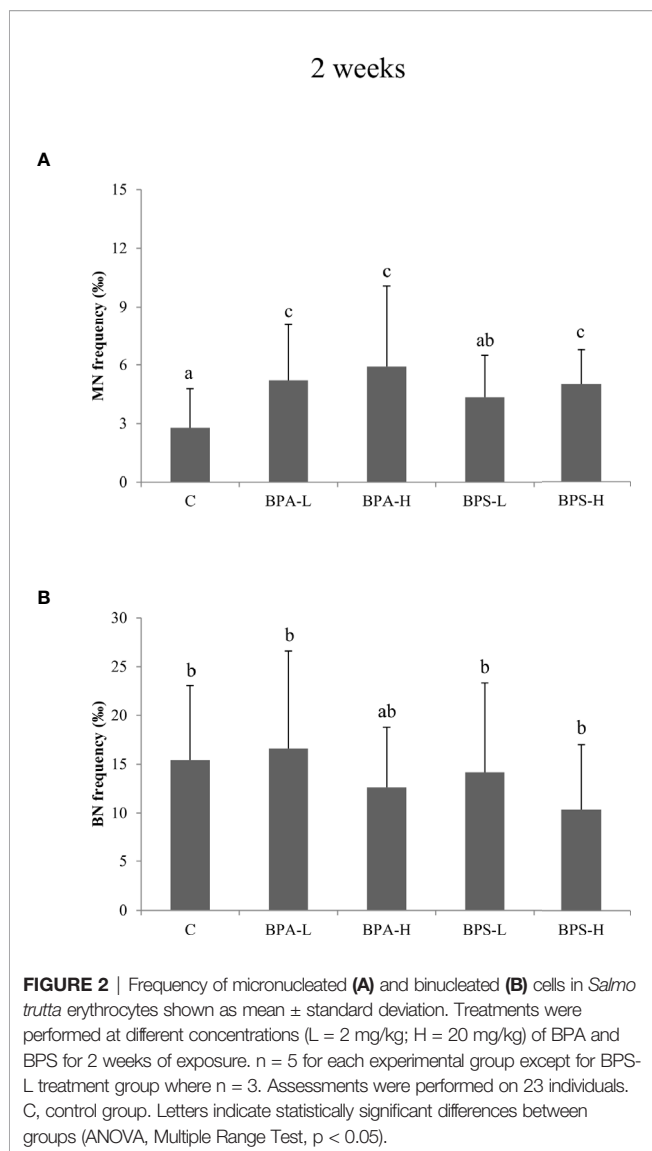 2 weeks
A
15
12
9
6
3
0
MN frequency (‰)
a
c
c
ab
c
C BPA-L BPA-H BPS-L BPS-H
B
30
25
20
15
10
5
0
BN frequency (‰)
b
b
ab
b
b
C BPA-L BPA-H BPS-L BPS-H
FIGURE 2 | Frequency of micronucleated (A) and binucleated (B) cells in Salmo
trutta erythrocytes shown as mean ± standard deviation. Treatments were
performed at different concentrations (L = 2 mg/kg; H = 20 mg/kg) of BPA and
BPS for 2 weeks of exposure. n = 5 for each experimental group except for BPS-
L treatment group where n = 3. Assessments were performed on 23 individuals.
C, control group. Letters indicate statistically significant differences between
groups (ANOVA, Multiple Range Test, p < 0.05).